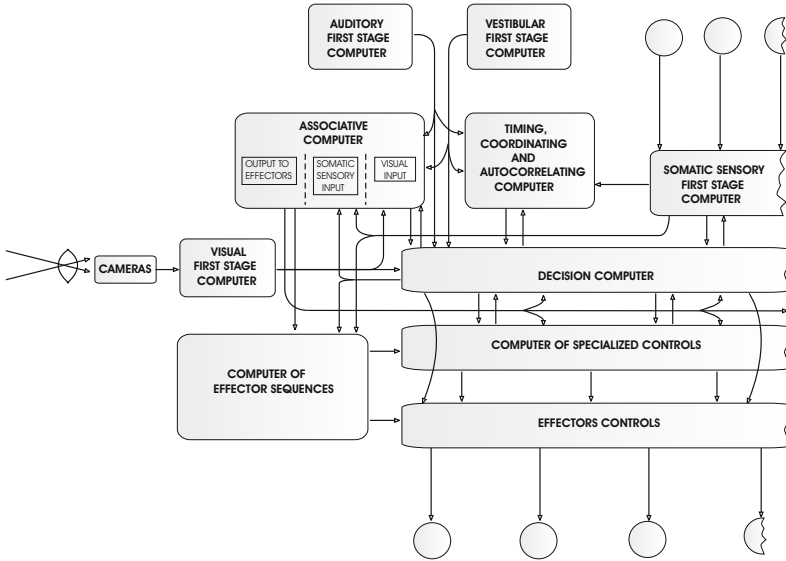 AUDITORY
FIRST STAGE
COMPUTER
VESTIBULAR
FIRST STAGE
COMPUTER
ASSOCIATIVE
COMPUTER
OUTPUT TO
EFFECTORS
SOMATIC
SENSORY
INPUT
VISUAL
INPUT
TIMING,
COORDINATING
AND
AUTOCORRELATING
COMPUTER
SOMATIC SENSORY
FIRST STAGE
COMPUTER
CAMERAS
VISUAL
FIRST STAGE
COMPUTER
DECISION COMPUTER
COMPUTER OF SPECIALIZED CONTROLS
COMPUTER OF
EFFECTOR SEQUENCES
EFFECTORS CONTROLS